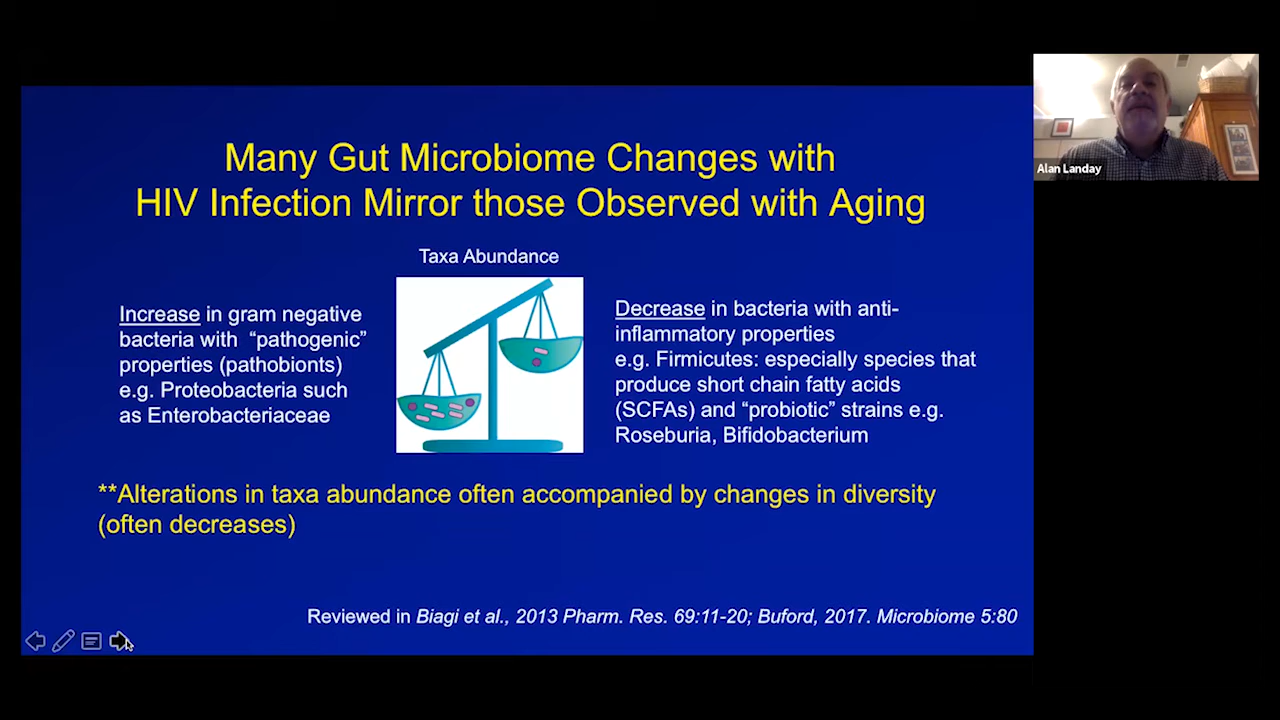 Many Gut Microbiome Changes with
HIV Infection Mirror those Observed with Aging
Taxa Abundance
Increase in gram negative
bacteria with “pathogenic”
properties (pathobionts)
e.g. Proteobacteria such
as Enterobacteriaceae
Decrease in bacteria with anti-
inflammatory properties
e.g. Firmicutes: especially species that
produce short chain fatty acids
(SCFAs) and “probiotic” strains e.g.
Roseburia, Bifidobacterium
**Alterations in taxa abundance often accompanied by changes in diversity
(often decreases)
Reviewed in Biagi et al., 2013 Pharm. Res. 69:11-20; Buford, 2017. Microbiome 5:80
Alan Landay